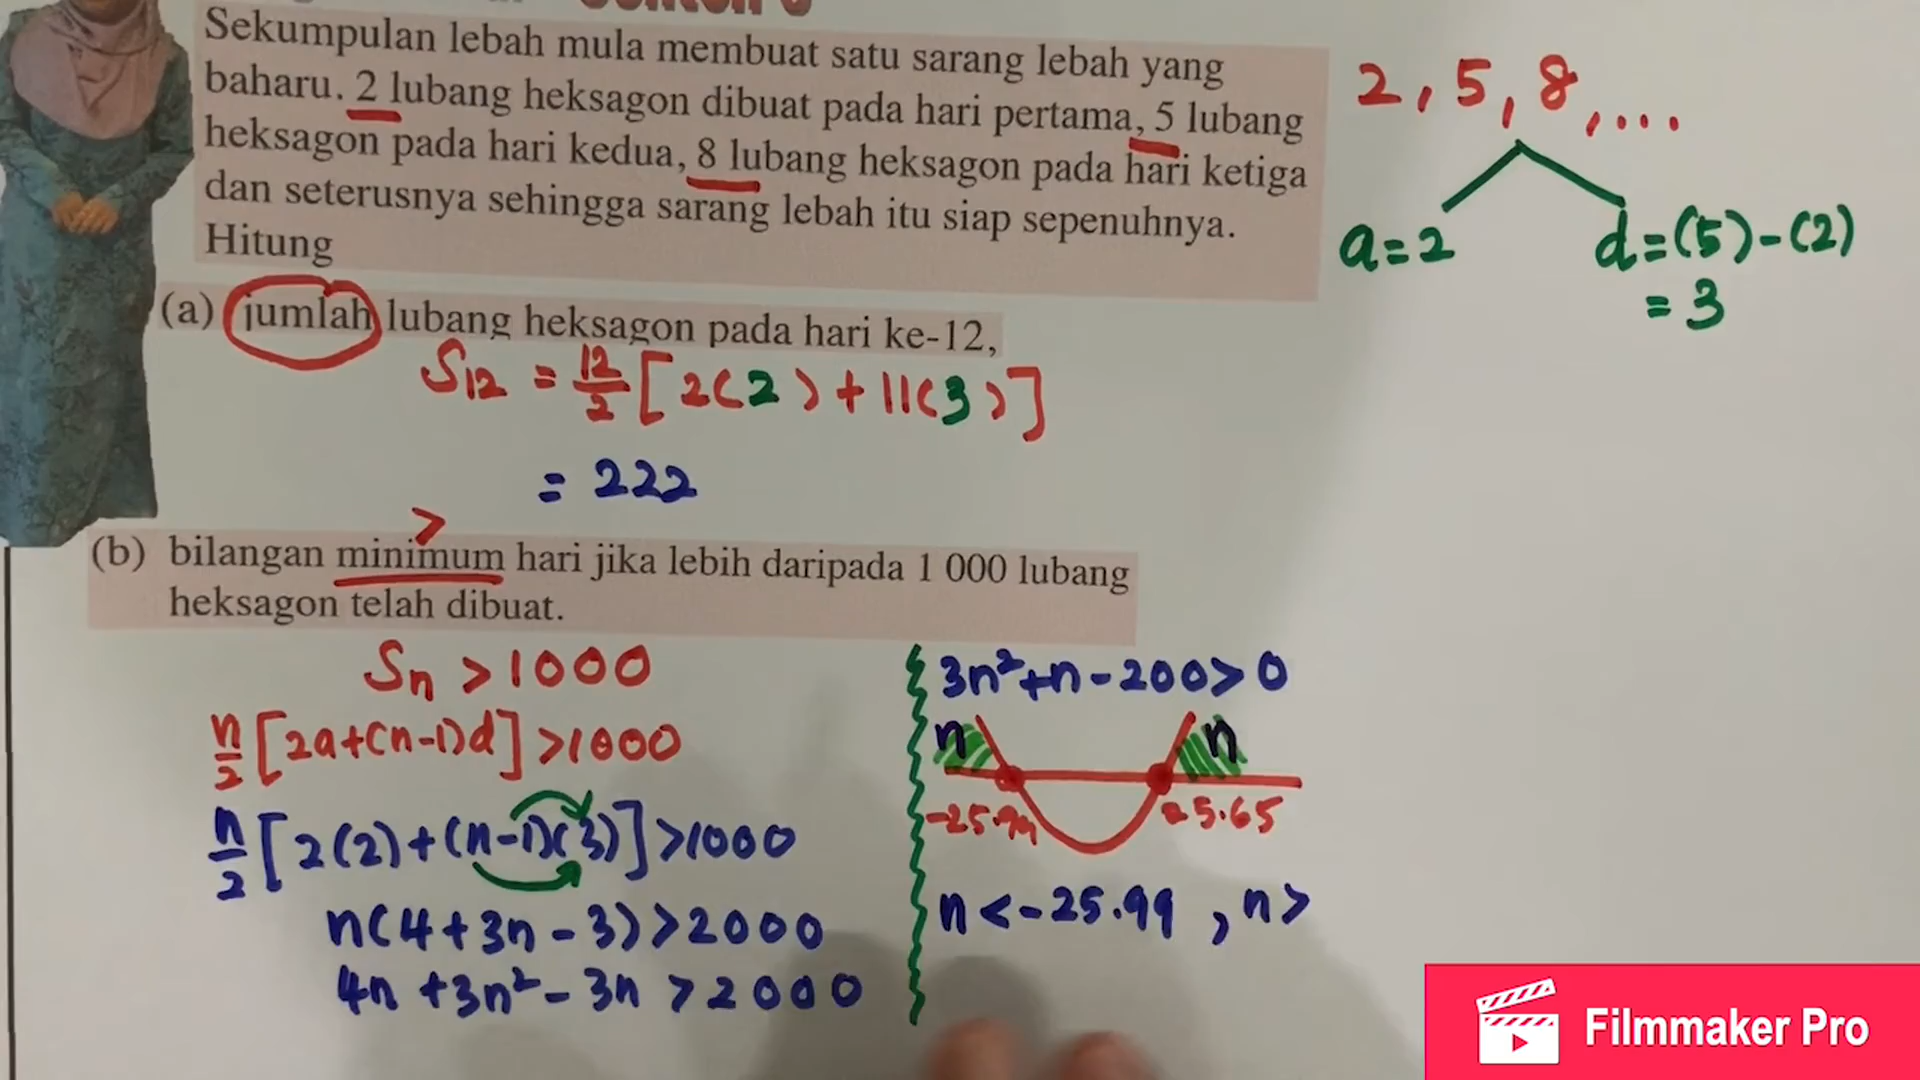 Sekumpulan lebah mula membuat satu sarang lebah yang
baharu. 2 lubang heksagon dibuat pada hari pertama, 5 lubang
heksagon pada hari kedua, 8 lubang heksagon pada hari ketiga
dan seterusnya sehingga sarang lebah itu siap sepenuhnya.
Hitung
2, 5, 8, ...
a = 2
d = (5) - (2)
= 3
(a) jumlah lubang heksagon pada hari ke-12,
S₁₂ = 12/2 [2(2) + 11(3)]
= 222
>
(b) bilangan minimum hari jika lebih daripada 1 000 lubang
heksagon telah dibuat.
Sn > 1000
n/2 [2a+(n-1)d] > 1000
n/2 [2(2)+(n-1)(3)] > 1000
n(4+3n-3) > 2000
4n + 3n² - 3n > 2000
3n² + n - 200 > 0
n n
-25.99 25.65
n < -25.99 , n >
Filmmaker Pro